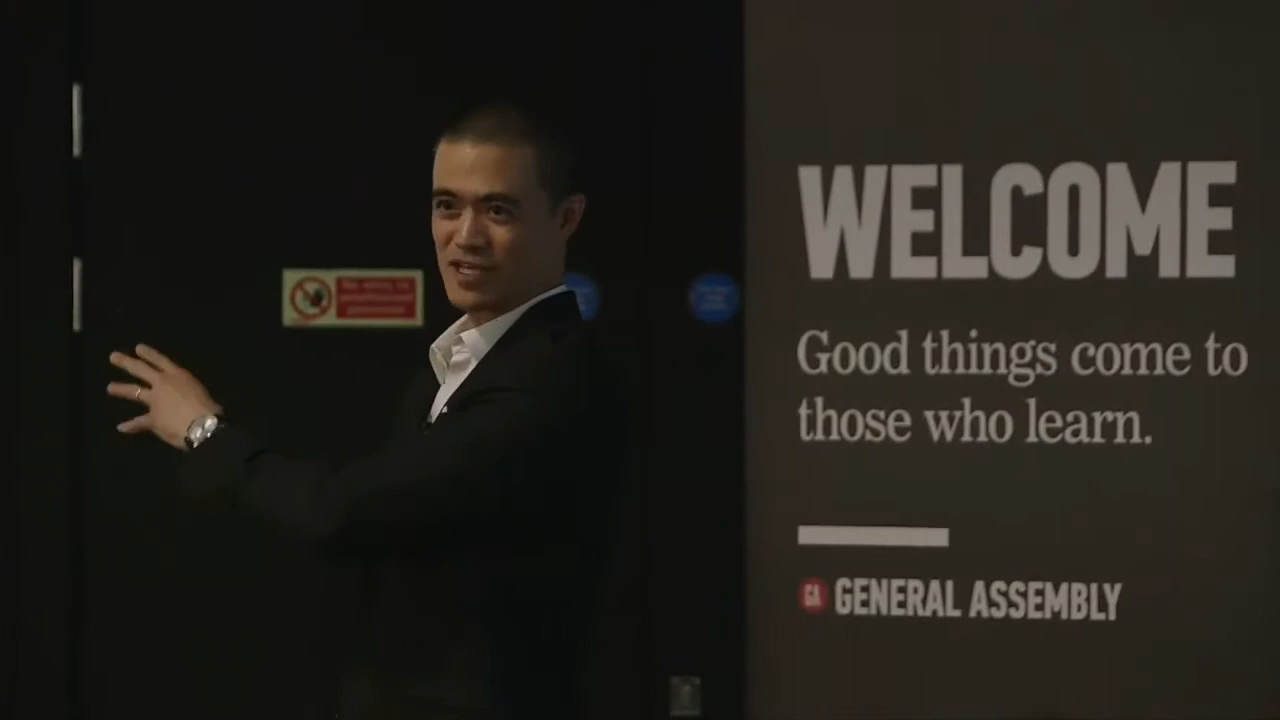 WELCOME
Good things come to
those who learn.
GA GENERAL ASSEMBLY